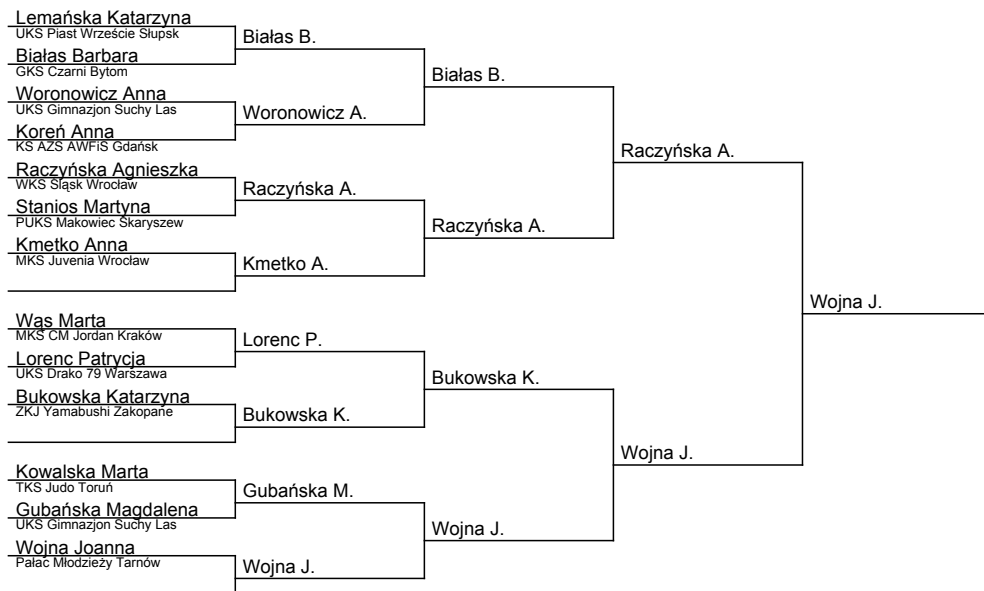 Lemańska Katarzyna
UKS Piast Wrzeście Słupsk
Białas B.
Białas Barbara
GKS Czarni Bytom
Białas B.
Woronowicz Anna
UKS Gimnazjon Suchy Las
Woronowicz A.
Koreń Anna
KS AZS AWFiS Gdańsk
Raczyńska A.
Raczyńska Agnieszka
WKS Śląsk Wrocław
Raczyńska A.
Stanios Martyna
PUKS Makowiec Skaryszew
Raczyńska A.
Kmetko Anna
MKS Juvenia Wrocław
Kmetko A.
Wojna J.
Wąs Marta
MKS CM Jordan Kraków
Lorenc P.
Lorenc Patrycja
UKS Drako 79 Warszawa
Bukowska K.
Bukowska Katarzyna
ZKJ Yamabushi Zakopane
Bukowska K.
Wojna J.
Kowalska Marta
TKS Judo Toruń
Gubańska M.
Gubańska Magdalena
UKS Gimnazjon Suchy Las
Wojna J.
Wojna Joanna
Pałac Młodzieży Tarnów
Wojna J.